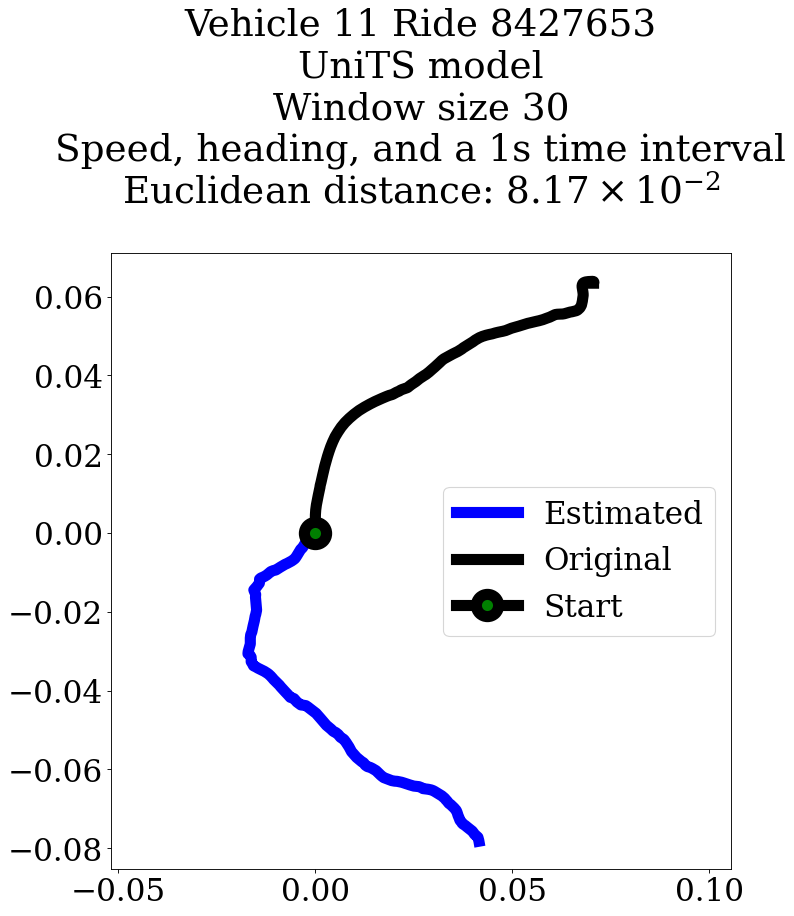 Vehicle 11 Ride 8427653
UniTS model
Window size 30
Speed, heading, and a 1s time interval
Euclidean distance: 8.17 × 10⁻²
0.06
0.04
0.02
0.00
−0.02
−0.04
−0.06
−0.08
Estimated
Original
Start
−0.05 0.00 0.05 0.10